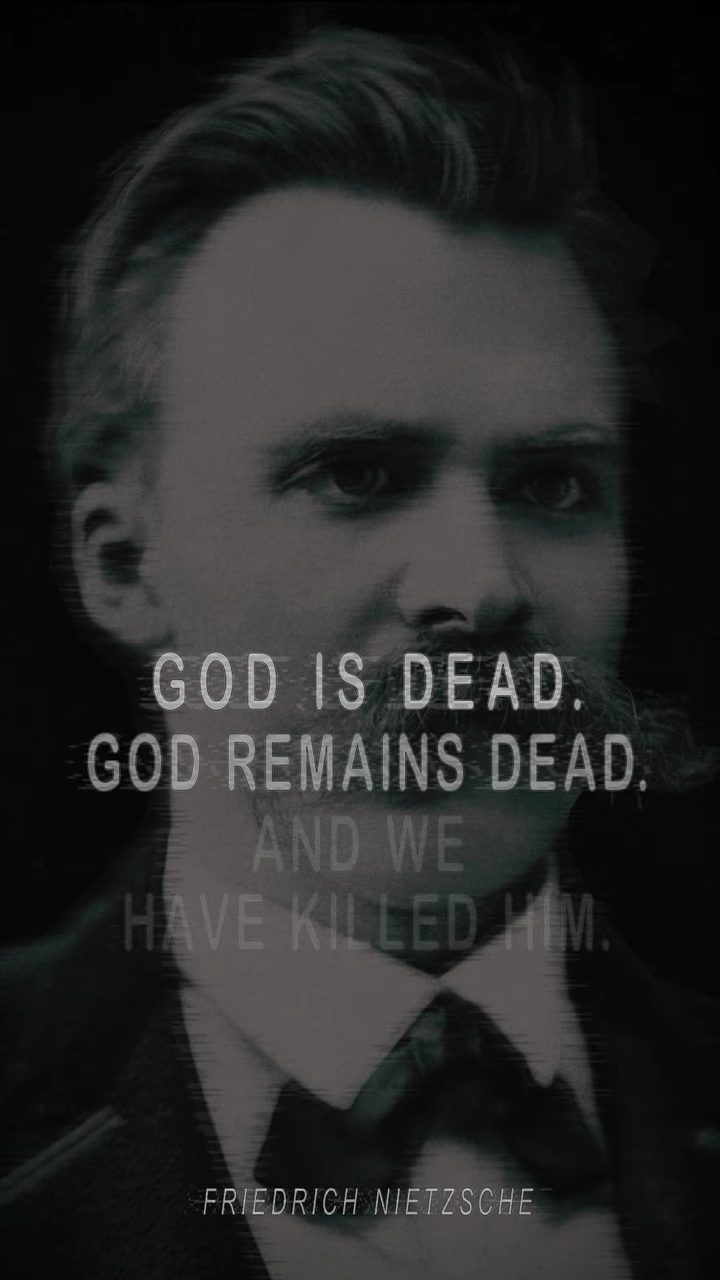 GOD IS DEAD.
GOD REMAINS DEAD.
AND WE
HAVE KILLED HIM.
FRIEDRICH NIETZSCHE